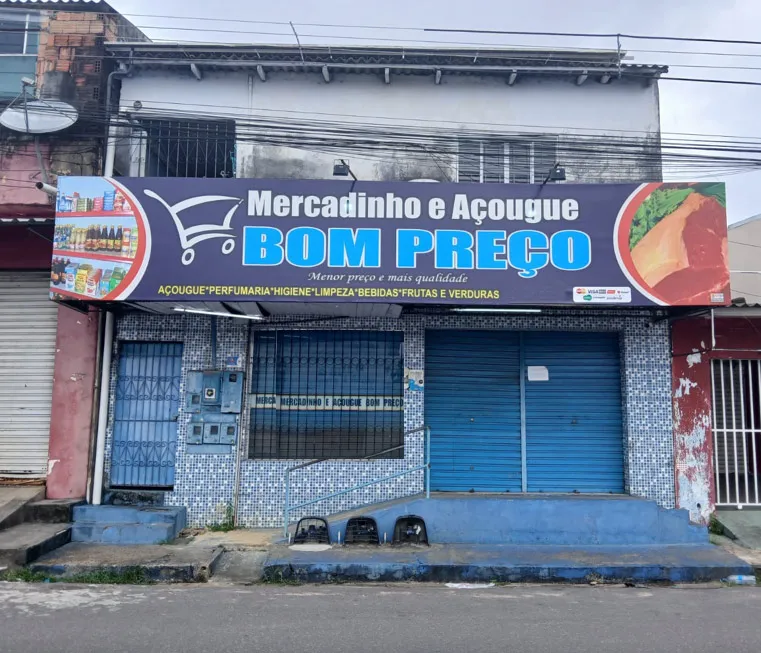 Mercadinho e Açougue
BOM PREÇO
Menor preço e mais qualidade
AÇOUGUE*PERFUMARIA*HIGIENE*LIMPEZA*BEBIDAS*FRUTAS E VERDURAS
VISA
MERCADINHO E AÇOUGUE BOM PREÇO